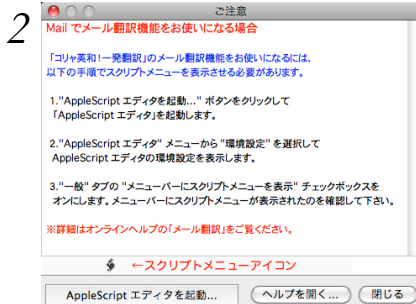 2
ご注意
Mail でメール翻訳機能をお使いになる場合
「コリャ英和!一発翻訳」のメール翻訳機能をお使いになるには、
以下の手順でスクリプトメニューを表示させる必要があります。
1."AppleScript エディタを起動..." ボタンをクリックして
「AppleScript エディタ」を起動します。
2."AppleScript エディタ" メニューから "環境設定" を選択して
AppleScript エディタの環境設定を表示します。
3."一般" タブの "メニューバーにスクリプトメニューを表示" チェックボックスを
オンにします。メニューバーにスクリプトメニューが表示されたのを確認して下さい。
※詳細はオンラインヘルプの「メール翻訳」をご覧ください。
←スクリプトメニューアイコン
AppleScript エディタを起動...
ヘルプを開く...
閉じる